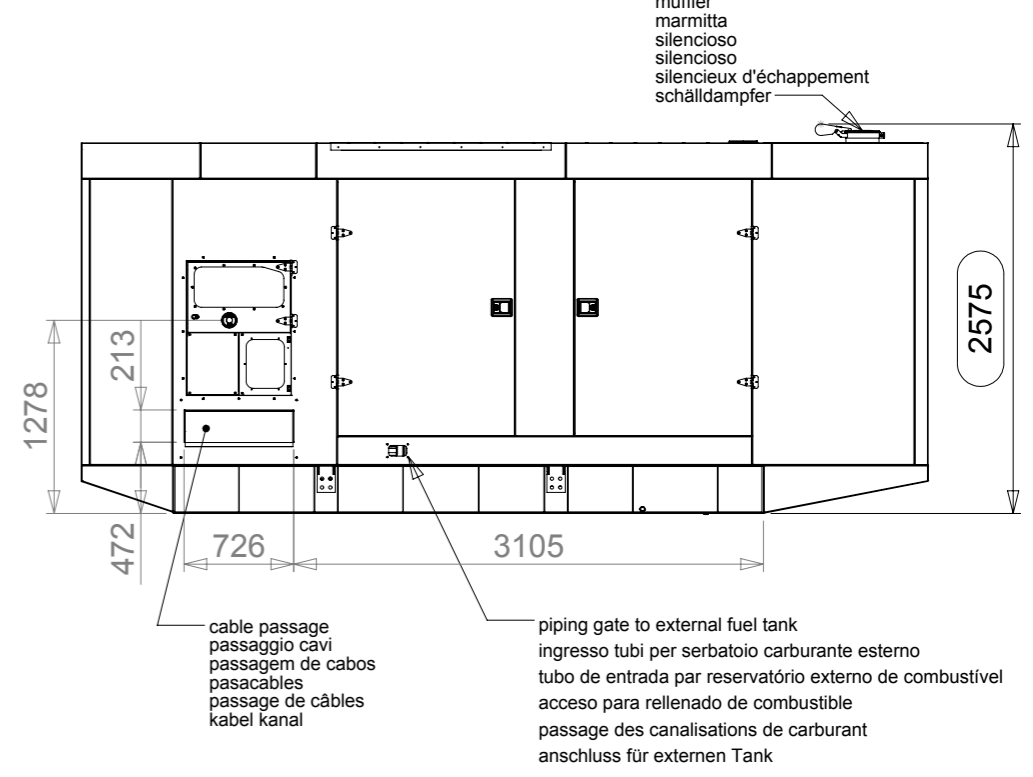 muffler
marmitta
silencioso
silencioso
silencieux d'échappement
schälldampfer
2575
213
1278
472
726
3105
cable passage
passaggio cavi
passagem de cabos
pasacables
passage de câbles
kabel kanal
piping gate to external fuel tank
ingresso tubi per serbatoio carburante esterno
tubo de entrada par reservatório externo de combustível
acceso para rellenado de combustible
passage des canalisations de carburant
anschluss für externen Tank